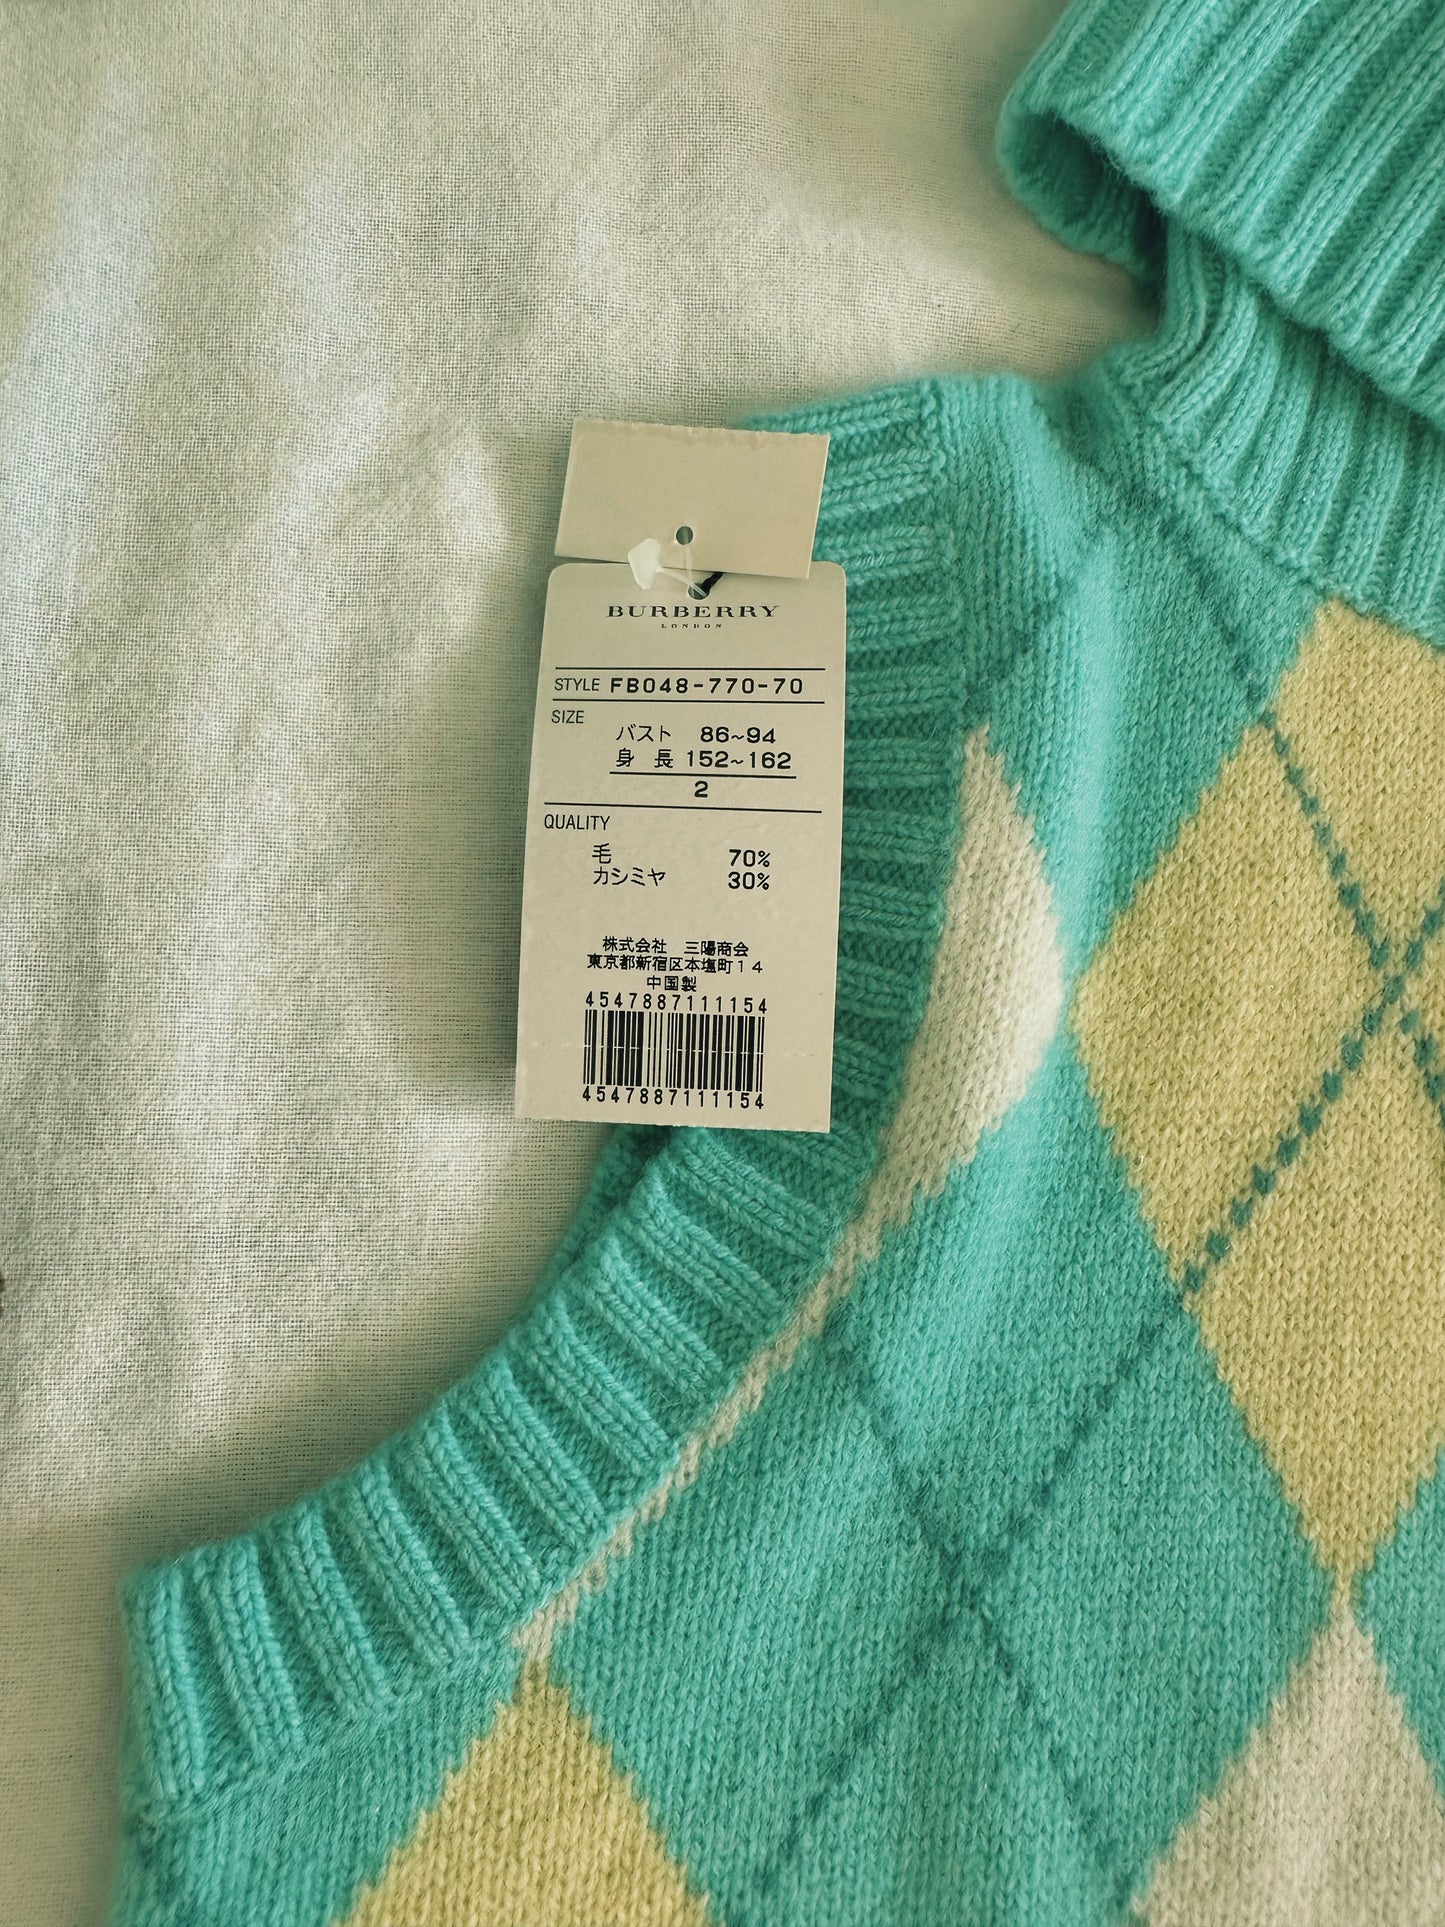 BURBERRY
LONDON
STYLE FB048-770-70
SIZE
バスト 86~94
身 長 152~162
2
QUALITY
毛 70%
カシミヤ 30%
株式会社 三陽商会
東京都新宿区本塩町14
中国製
4547887111154
4547887111154